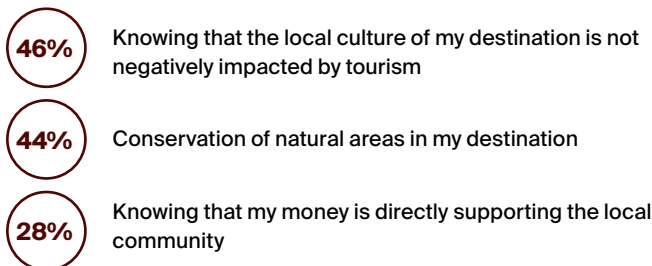 46%
Knowing that the local culture of my destination is not
negatively impacted by tourism
44%
Conservation of natural areas in my destination
28%
Knowing that my money is directly supporting the local
community